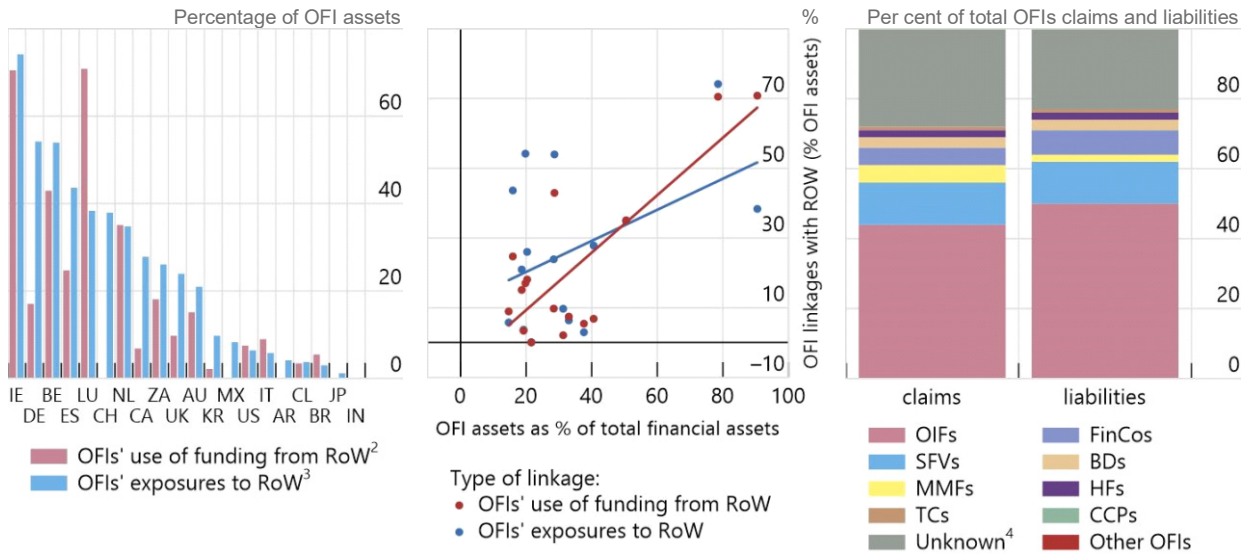 Percentage of OFI assets
60
40
20
0
IE BE LU NL ZA AU MX IT CL JP
DE ES CH CA UK KR US AR BR IN
OFIs' use of funding from RoW2
OFIs' exposures to RoW3
%
70
50
30
10
−10
OFI linkages with ROW (% OFI assets)
0 20 40 60 80 100
OFI assets as % of total financial assets
Type of linkage:
OFIs' use of funding from RoW
OFIs' exposures to RoW
Per cent of total OFIs claims and liabilities
80
60
40
20
0
claims liabilities
OIFs FinCos
SFVs BDs
MMFs HFs
TCs CCPs
Unknown4 Other OFIs